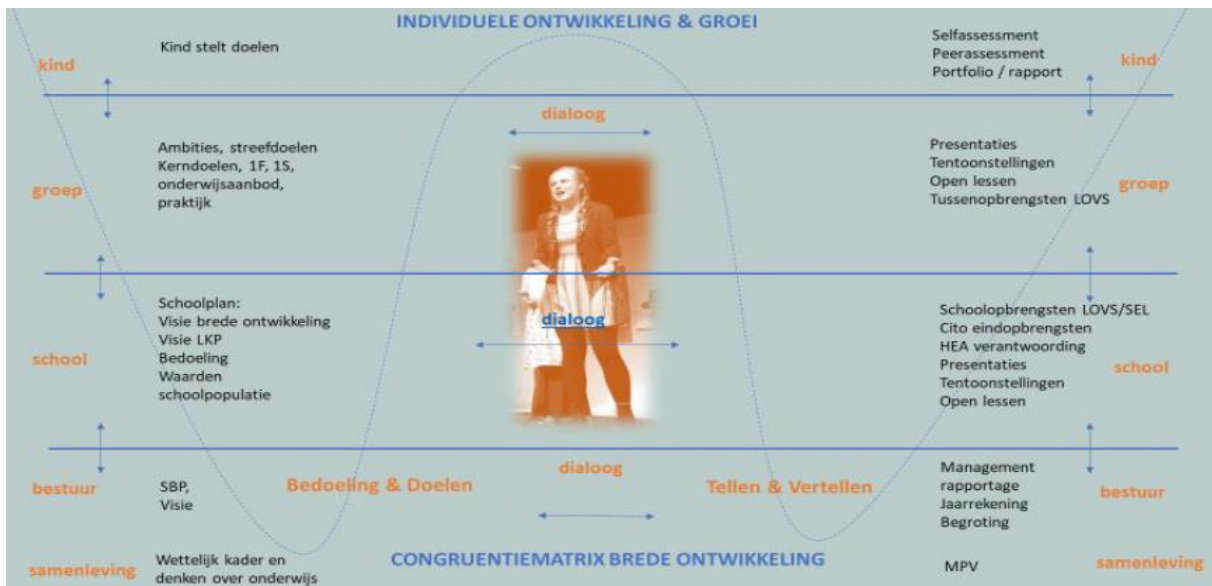 INDIVIDUELE ONTWIKKELING & GROEI
kind
Kind stelt doelen
Selfassessment
Peerassessment
Portfolio / rapport
kind
dialoog
groep
Ambities, streefdoelen
Kerndoelen, 1F, 1S,
onderwijsaanbod,
praktijk
Presentaties
Tentoonstellingen
Open lessen
Tussenopbrengsten LOVS
groep
school
Schoolplan:
Visie brede ontwikkeling
Visie LKP
Bedoeling
Waarden
schoolpopulatie
dialoog
Schoolopbrengsten LOVS/SEL
Cito eindopbrengsten
HEA verantwoording
Presentaties
Tentoonstellingen
Open lessen
school
dialoog
bestuur
SBP,
Visie
Bedoeling & Doelen
Tellen & Vertellen
Management
rapportage
Jaarrekening
Begroting
bestuur
samenleving
Wettelijk kader en
denken over onderwijs
CONGRUENTIEMATRIX BREDE ONTWIKKELING
MPV
samenleving